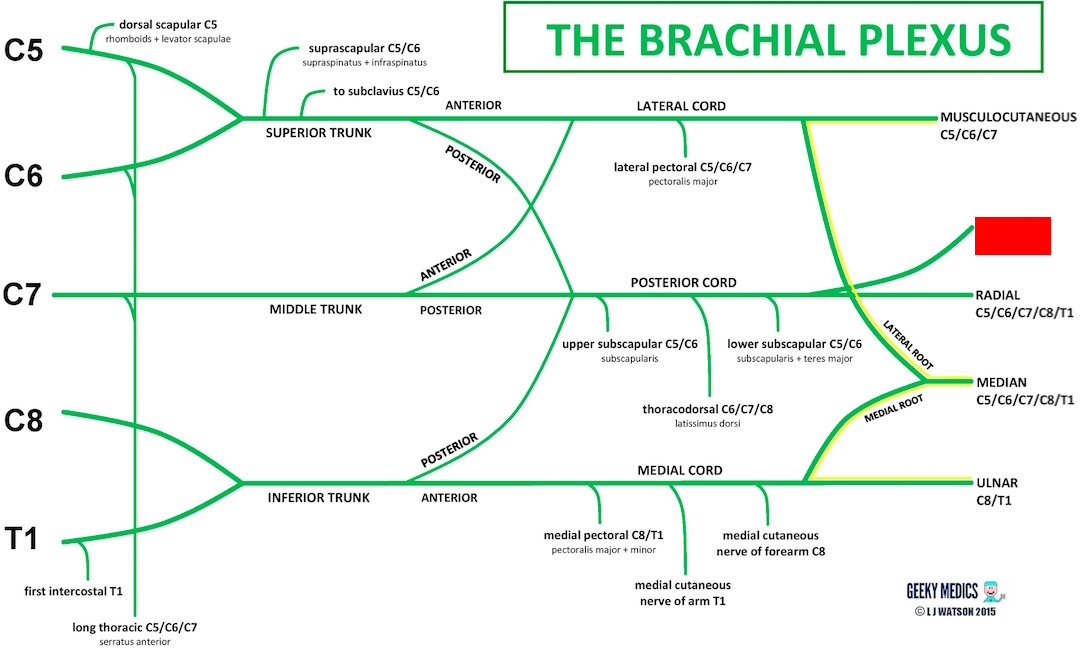 THE BRACHIAL PLEXUS
C5
dorsal scapular C5
rhomboids + levator scapulae
suprascapular C5/C6
supraspinatus + infraspinatus
to subclavius C5/C6
SUPERIOR TRUNK
ANTERIOR
POSTERIOR
LATERAL CORD
lateral pectoral C5/C6/C7
pectoralis major
MUSCULOCUTANEOUS
C5/C6/C7
C6
C7
MIDDLE TRUNK
ANTERIOR
POSTERIOR
POSTERIOR CORD
upper subscapular C5/C6
subscapularis
lower subscapular C5/C6
subscapularis + teres major
thoracodorsal C6/C7/C8
latissimus dorsi
RADIAL
C5/C6/C7/C8/T1
LATERAL ROOT
MEDIAN
C5/C6/C7/C8/T1
MEDIAL ROOT
C8
POSTERIOR
INFERIOR TRUNK
ANTERIOR
MEDIAL CORD
ULNAR
C8/T1
medial pectoral C8/T1
pectoralis major + minor
medial cutaneous
nerve of forearm C8
medial cutaneous
nerve of arm T1
T1
first intercostal T1
long thoracic C5/C6/C7
serratus anterior
GEEKY MEDICS
© L J WATSON 2015